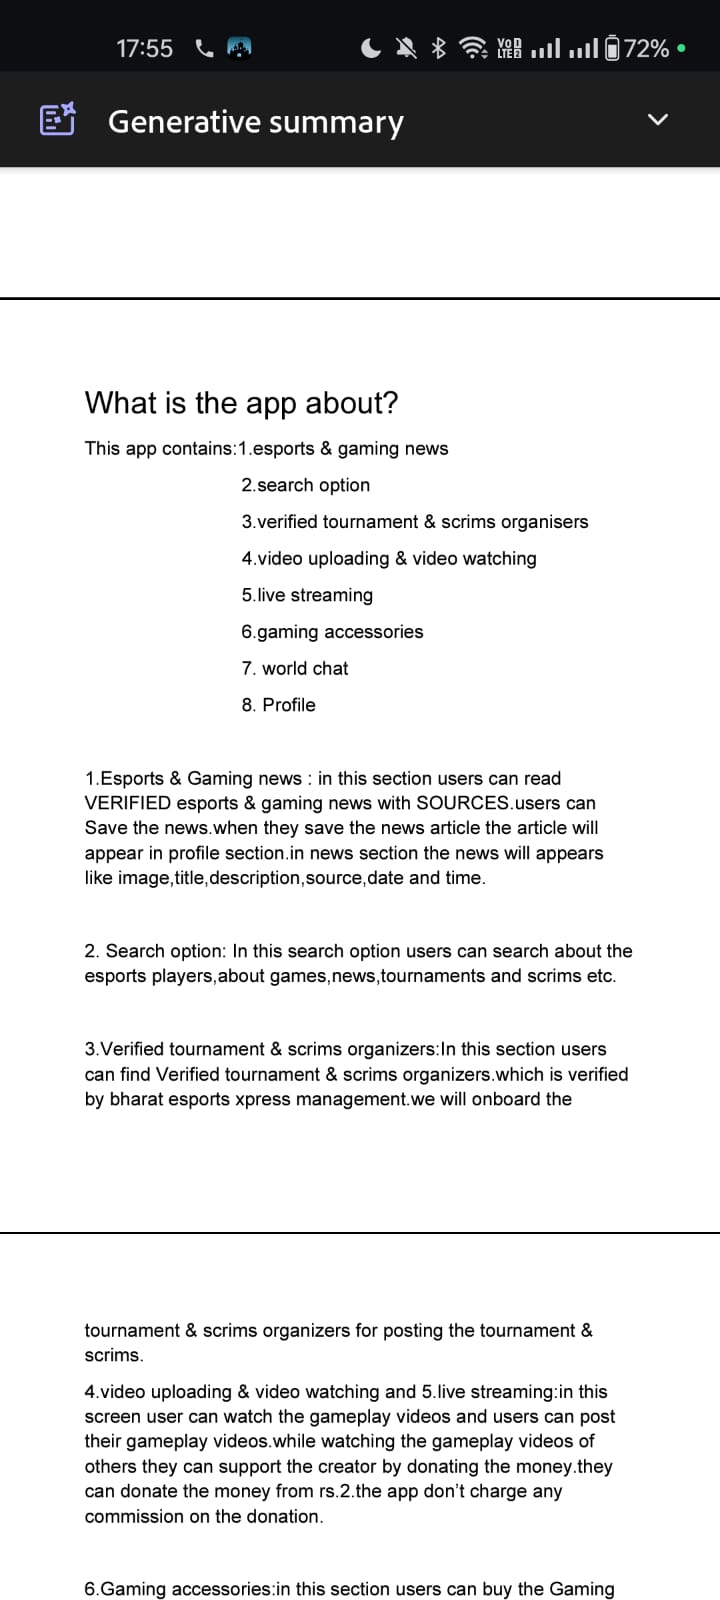 17:55 VoD LTE2 72%
Generative summary
What is the app about?
This app contains:1.esports & gaming news
2.search option
3.verified tournament & scrims organisers
4.video uploading & video watching
5.live streaming
6.gaming accessories
7. world chat
8. Profile
1.Esports & Gaming news : in this section users can read
VERIFIED esports & gaming news with SOURCES.users can
Save the news.when they save the news article the article will
appear in profile section.in news section the news will appears
like image,title,description,source,date and time.
2. Search option: In this search option users can search about the
esports players,about games,news,tournaments and scrims etc.
3.Verified tournament & scrims organizers:In this section users
can find Verified tournament & scrims organizers.which is verified
by bharat esports xpress management.we will onboard the
tournament & scrims organizers for posting the tournament &
scrims.
4.video uploading & video watching and 5.live streaming:in this
screen user can watch the gameplay videos and users can post
their gameplay videos.while watching the gameplay videos of
others they can support the creator by donating the money.they
can donate the money from rs.2.the app don't charge any
commission on the donation.
6.Gaming accessories:in this section users can buy the Gaming